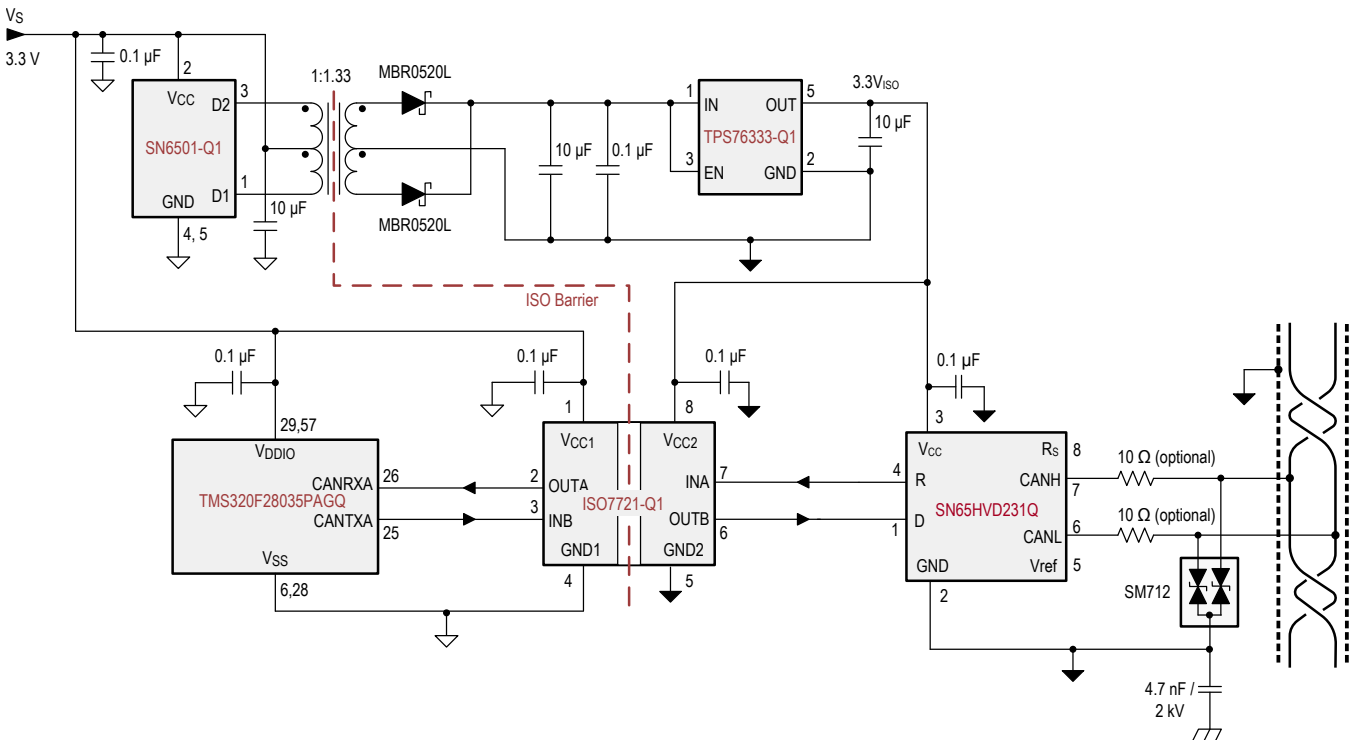 VS
3.3 V
0.1 µF
2
VCC
D2
3
SN6501-Q1
D1
1
GND
4, 5
10 µF
1:1.33
MBR0520L
MBR0520L
10 µF
0.1 µF
1
IN
OUT
5
TPS76333-Q1
3
EN
GND
2
3.3VISO
10 µF
ISO Barrier
0.1 µF
0.1 µF
0.1 µF
0.1 µF
29,57
VDDIO
CANRXA
26
TMS320F28035PAGQ
CANTXA
25
VSS
6,28
1
VCC1
2
OUTA
3
INB
GND1
4
ISO7721-Q1
8
VCC2
INA
7
OUTB
6
GND2
5
3
VCC
RS
8
4
R
CANH
7
SN65HVD231Q
1
D
CANL
6
GND
Vref
5
2
10 Ω (optional)
10 Ω (optional)
SM712
4.7 nF /
2 kV